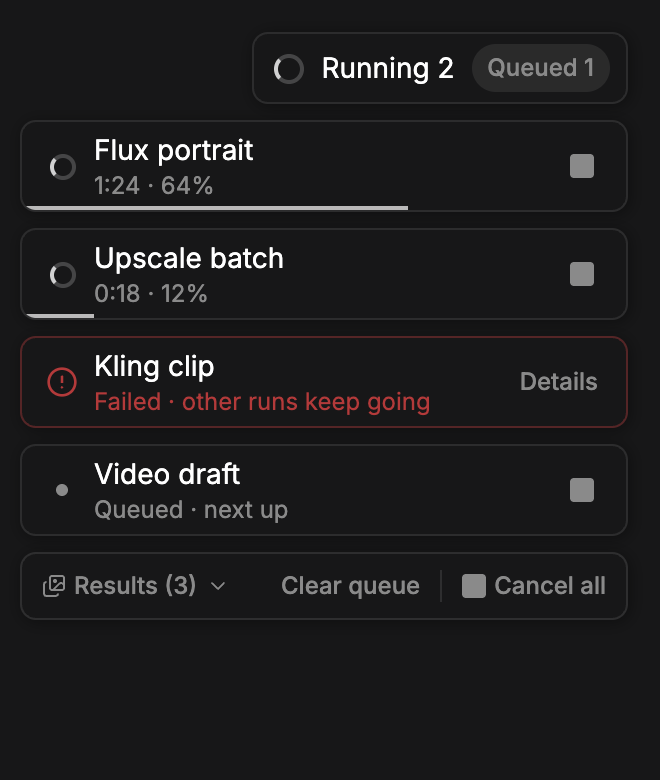 Running 2 Queued 1
Flux portrait
1:24 · 64%
Upscale batch
0:18 · 12%
Kling clip
Failed · other runs keep going
Details
Video draft
Queued · next up
Results (3) Clear queue Cancel all